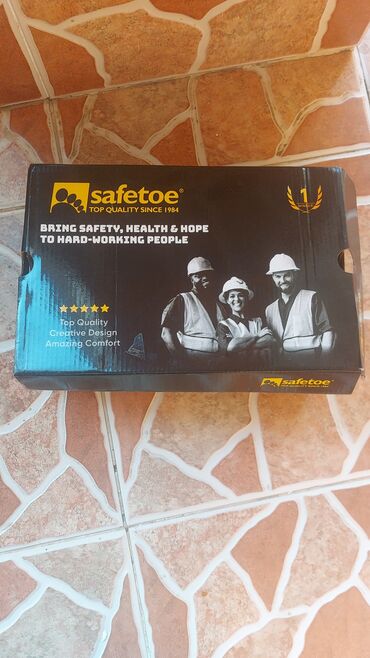 safetoe®
TOP QUALITY SINCE 1984
1
BRING SAFETY, HEALTH & HOPE
TO HARD-WORKING PEOPLE
Top Quality
Creative Design
Amazing Comfort
safetoe